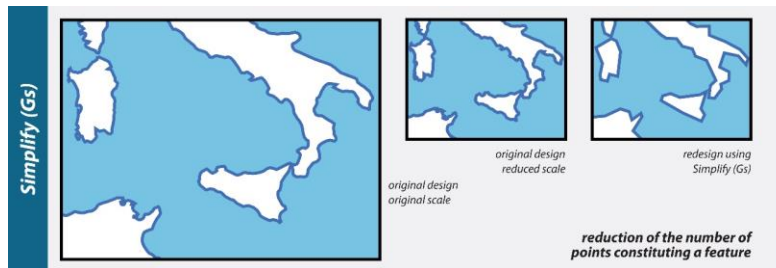 Simplify (Gs)
original design
original scale
original design
reduced scale
redesign using
Simplify (Gs)
reduction of the number of
points constituting a feature